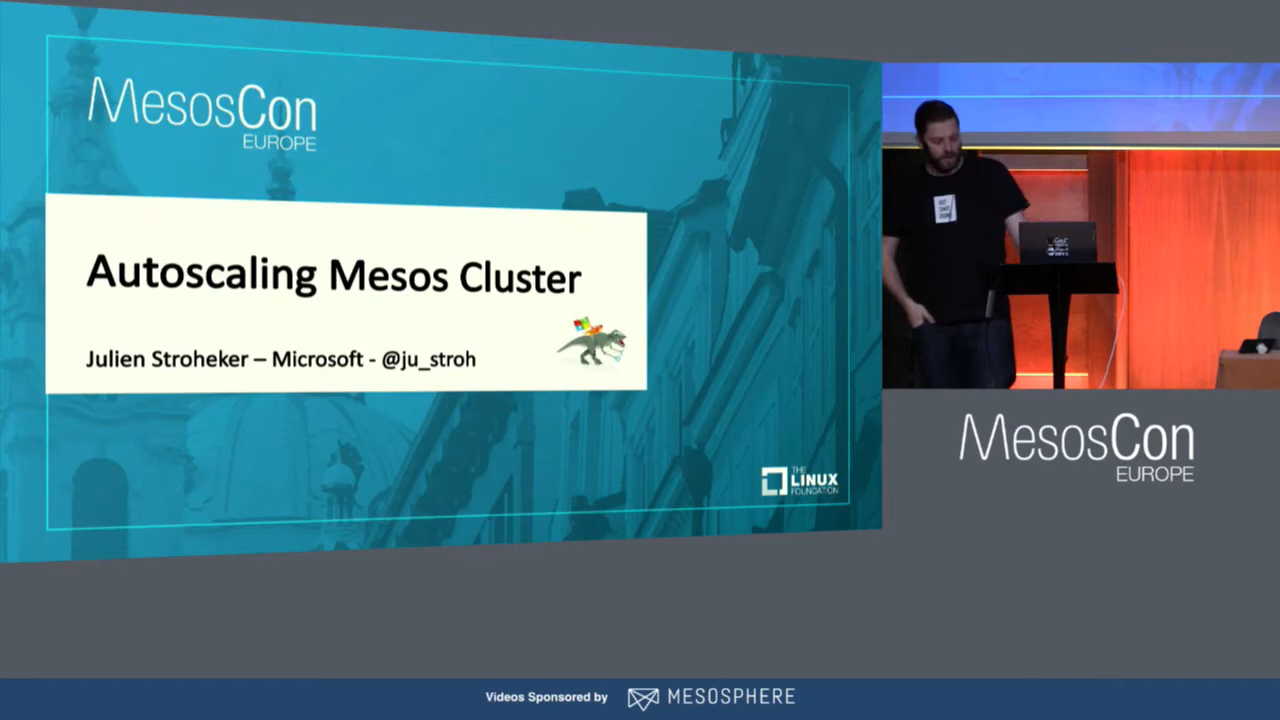 MesosCon
EUROPE
Autoscaling Mesos Cluster
Julien Stroheker – Microsoft - @ju_stroh
THE
LINUX
FOUNDATION
MesosCon
EUROPE
Videos Sponsored by MESOSPHERE